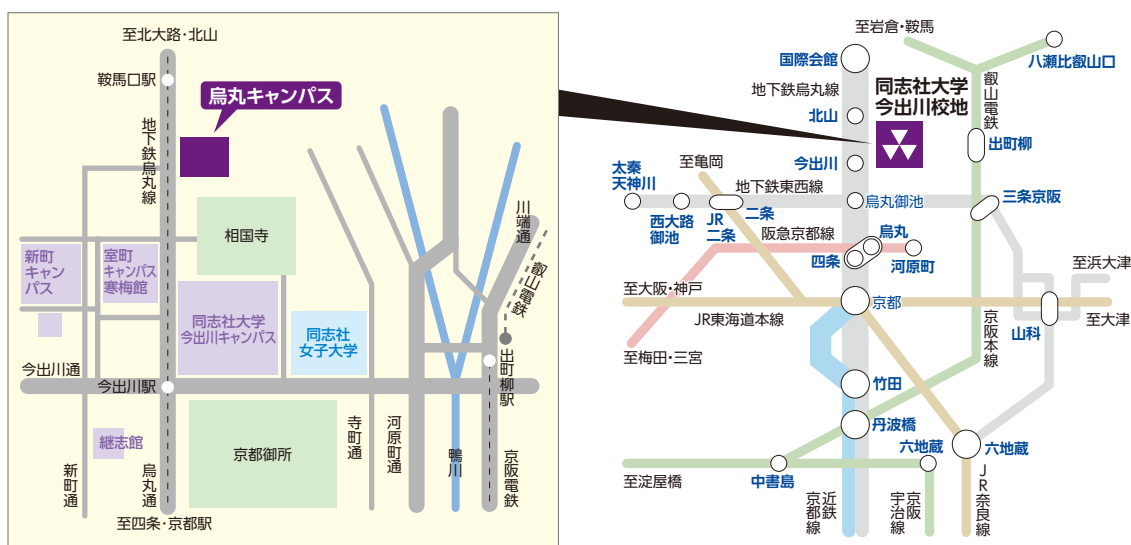 至北大路・北山
鞍馬口駅
烏丸キャンパス
地下鉄烏丸線
相国寺
新町
キャン
パス
室町
キャンパス
寒梅館
同志社大学
今出川キャンパス
同志社
女子大学
川端通
叡山電鉄
出町柳駅
今出川通
今出川駅
継志館
京都御所
新町通
烏丸通
寺町通
河原町通
鴨川
京阪電鉄
至四条・京都駅
至岩倉・鞍馬
国際会館
八瀬比叡山口
地下鉄烏丸線
同志社大学
今出川校地
叡山電鉄
北山
出町柳
今出川
至亀岡
太秦
天神川
地下鉄東西線
烏丸御池
三条京阪
西大路
御池
JR
二条
二条
阪急京都線
烏丸
四条
河原町
至浜大津
至大阪・神戸
京都
JR東海道本線
京阪本線
山科
至大津
至梅田・三宮
竹田
丹波橋
六地蔵
六地蔵
至淀屋橋
中書島
近鉄
京都線
京阪
宇治線
JR奈良線